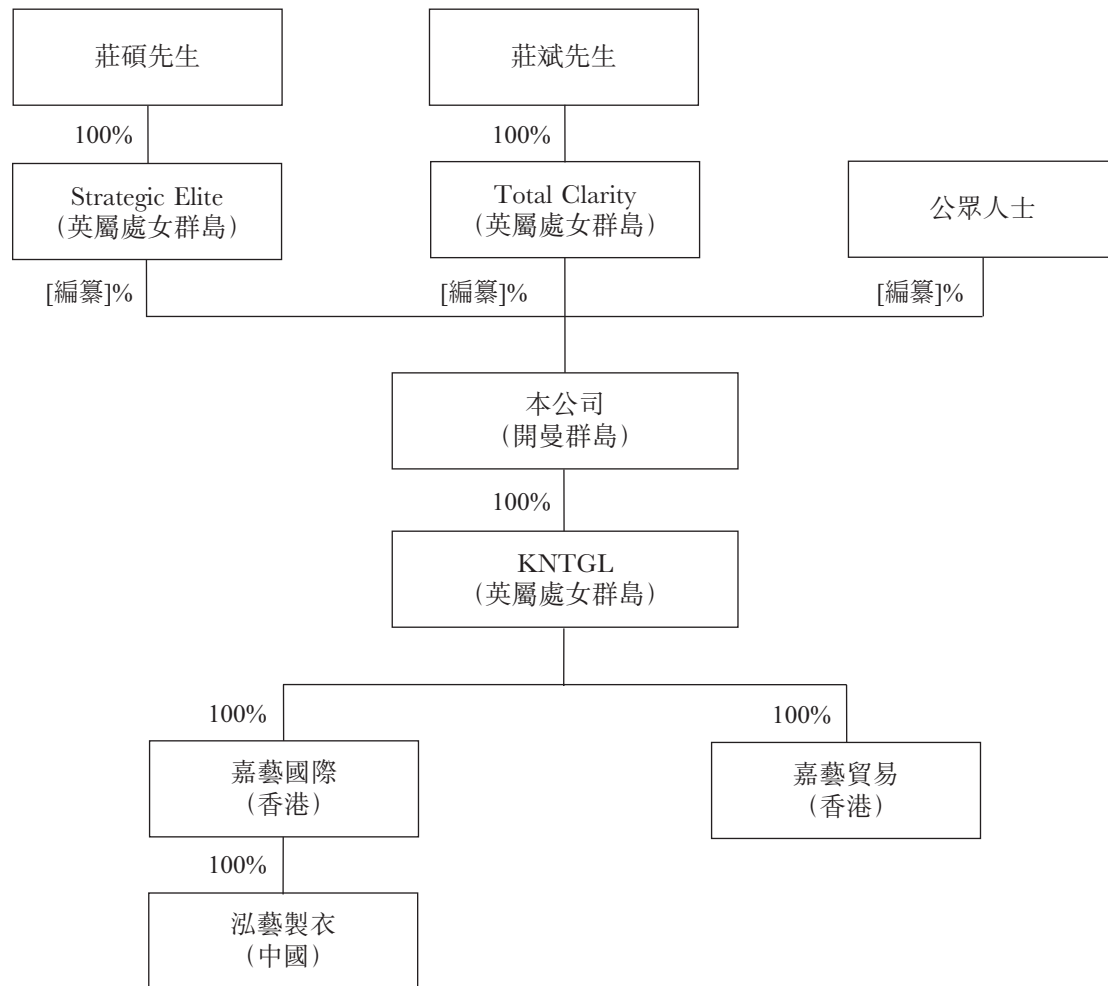 莊碩先生
莊斌先生
100%
100%
Strategic Elite
(英屬處女群島)
Total Clarity
(英屬處女群島)
公眾人士
[編纂]%
[編纂]%
[編纂]%
本公司
(開曼群島)
100%
KNTGL
(英屬處女群島)
100%
100%
嘉藝國際
(香港)
嘉藝貿易
(香港)
100%
泓藝製衣
(中國)